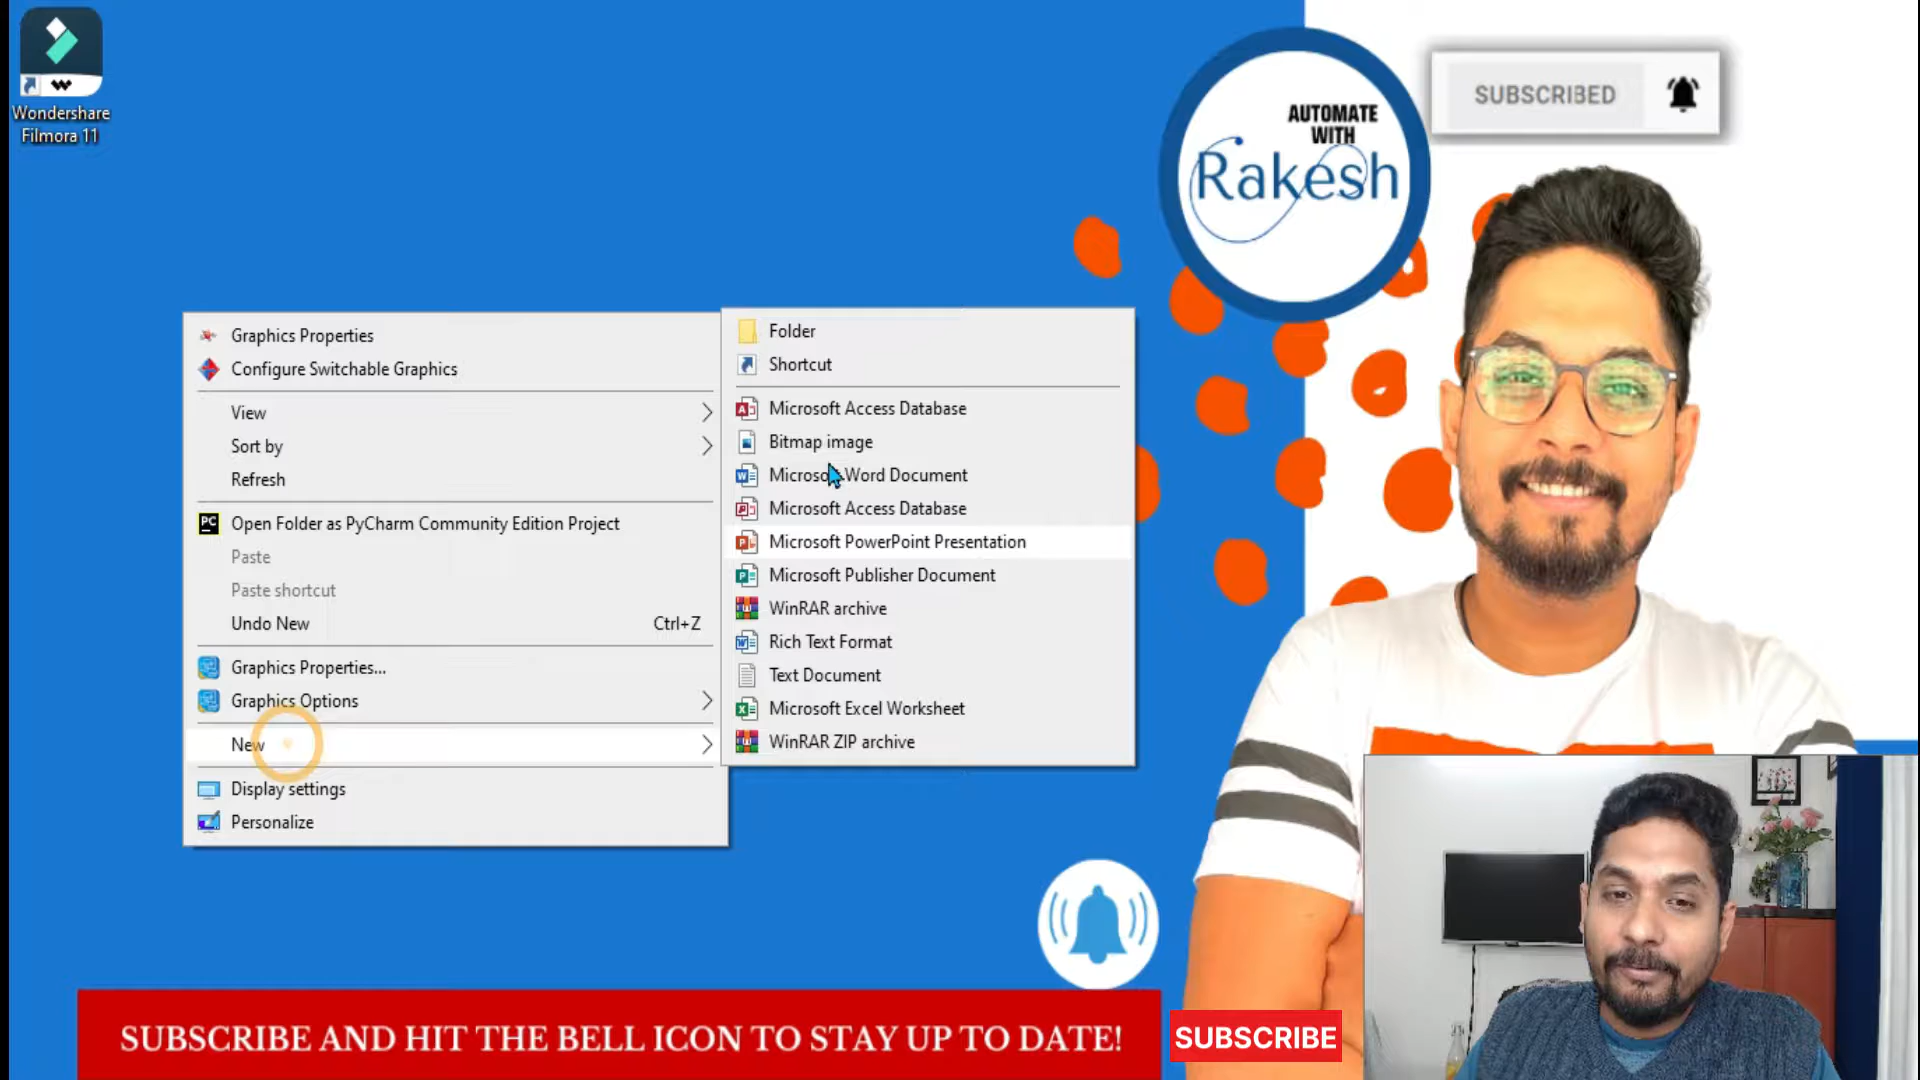 Wondershare
Filmora 11
AUTOMATE
WITH
Rakesh
SUBSCRIBED
Graphics Properties
Configure Switchable Graphics
View
Sort by
Refresh
PC
Open Folder as PyCharm Community Edition Project
Paste
Paste shortcut
Undo New Ctrl+Z
Graphics Properties...
Graphics Options
New
Display settings
Personalize
Folder
Shortcut
Microsoft Access Database
Bitmap image
Microsoft Word Document
Microsoft Access Database
Microsoft PowerPoint Presentation
Microsoft Publisher Document
WinRAR archive
Rich Text Format
Text Document
Microsoft Excel Worksheet
WinRAR ZIP archive
SUBSCRIBE AND HIT THE BELL ICON TO STAY UP TO DATE!
SUBSCRIBE